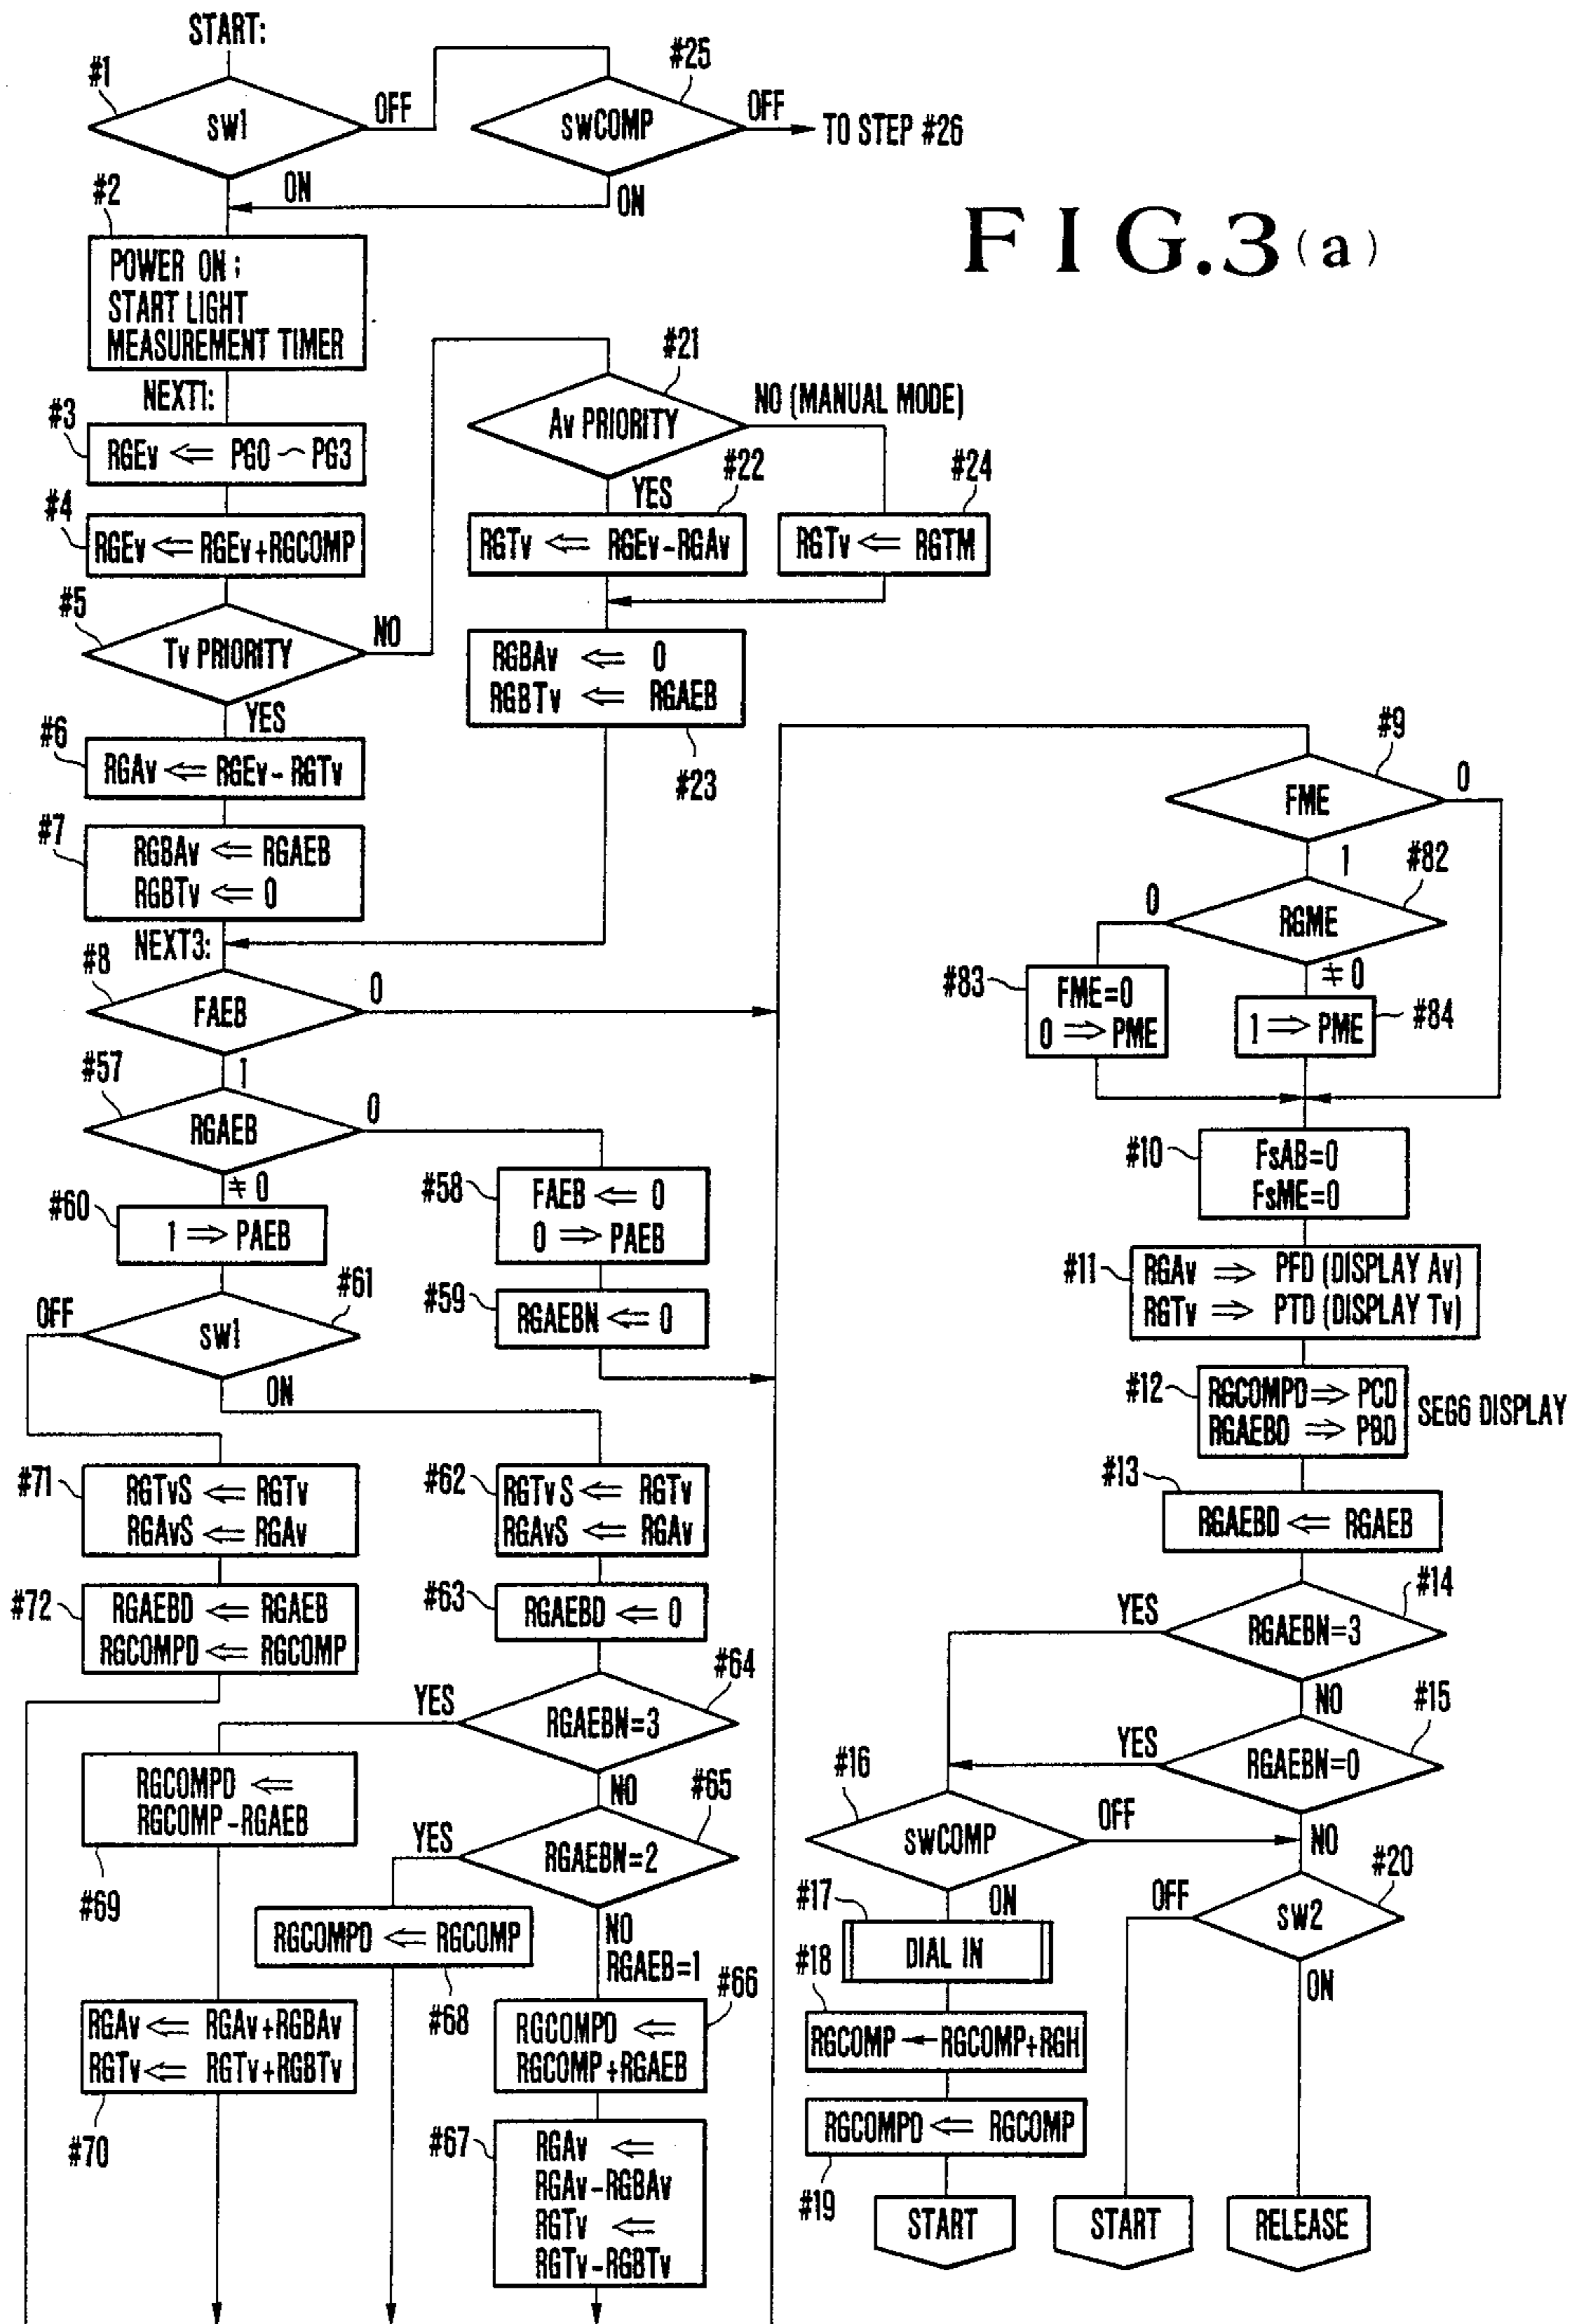 START:
#1
sw1
OFF
#25
swCOMP
OFF
TO STEP #26
ON
ON
FIG.3(a)
#2
POWER ON ;
START LIGHT
MEASUREMENT TIMER
NEXT1:
#3
RGEv ⇐ PG0 ~ PG3
#4
RGEv ⇐ RGEv+RGCOMP
#5
Tv PRIORITY
NO
YES
#21
Av PRIORITY
NO (MANUAL MODE)
YES
#22
RGTv ⇐ RGEv-RGAv
#24
RGTv ⇐ RGTM
RGBAv ⇐ 0
RGBTv ⇐ RGAEB
#23
#6
RGAv ⇐ RGEv - RGTv
#7
RGBAv ⇐ RGAEB
RGBTv ⇐ 0
NEXT3:
#8
FAEB
0
1
#57
RGAEB
0
≠ 0
#60
1 ⇒ PAEB
#58
FAEB ⇐ 0
0 ⇒ PAEB
#59
RGAEBN ⇐ 0
#61
sw1
OFF
ON
#71
RGTvS ⇐ RGTv
RGAvS ⇐ RGAv
#72
RGAEBD ⇐ RGAEB
RGCOMPD ⇐ RGCOMP
#62
RGTvS ⇐ RGTv
RGAvS ⇐ RGAv
#63
RGAEBD ⇐ 0
#64
RGAEBN=3
YES
NO
#65
RGAEBN=2
YES
NO
RGAEB=1
RGCOMPD ⇐
RGCOMP-RGAEB
#69
RGCOMPD ⇐ RGCOMP
#68
#66
RGCOMPD ⇐
RGCOMP+RGAEB
RGAv ⇐ RGAv+RGBAv
RGTv ⇐ RGTv+RGBTv
#70
#67
RGAv ⇐
RGAv-RGBAv
RGTv ⇐
RGTv-RGBTv
#9
FME
0
1
#82
RGME
0
≠ 0
#83
FME=0
0 ⇒ PME
#84
1 ⇒ PME
#10
FsAB=0
FsME=0
#11
RGAv ⇒ PFD (DISPLAY Av)
RGTv ⇒ PTD (DISPLAY Tv)
#12
RGCOMPD ⇒ PCD
RGAEBD ⇒ PBD
SEG6 DISPLAY
#13
RGAEBD ⇐ RGAEB
#14
RGAEBN=3
YES
NO
#15
RGAEBN=0
YES
NO
#16
swCOMP
OFF
ON
#17
DIAL IN
#18
RGCOMP ← RGCOMP+RGH
RGCOMPD ⇐ RGCOMP
#19
START
#20
sw2
OFF
ON
START
RELEASE